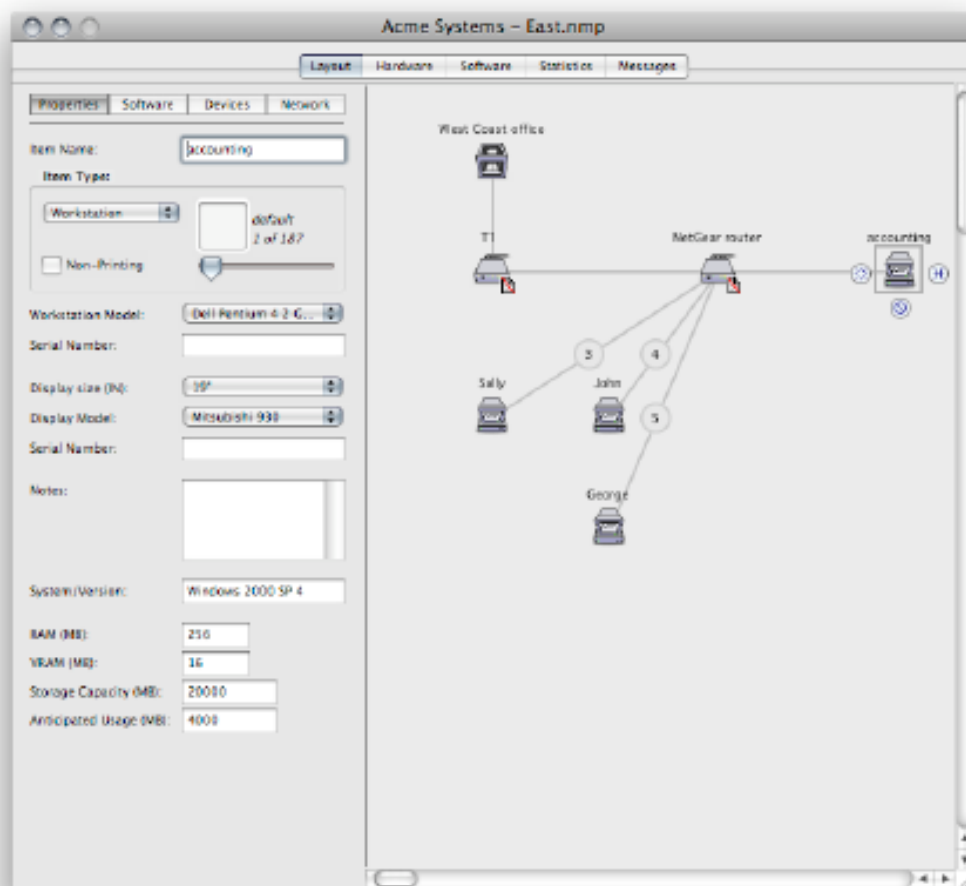 Acme Systems – East.nmp
Layout Hardware Software Statistics Messages
Properties Software Devices Network
Item Name: accounting
Item Type:
Workstation
default
1 of 187
Non-Printing
Workstation Model: Dell Pentium 4 2 G...
Serial Number:
Display size (IN): 19"
Display Model: Mitsubishi 930
Serial Number:
Notes:
System/Version: Windows 2000 SP 4
RAM (MB): 256
VRAM (MB): 16
Storage Capacity (MB): 20000
Anticipated Usage (MB): 4000
West Coast office
T1
NetGear router
accounting
3
4
Sally
John
5
George